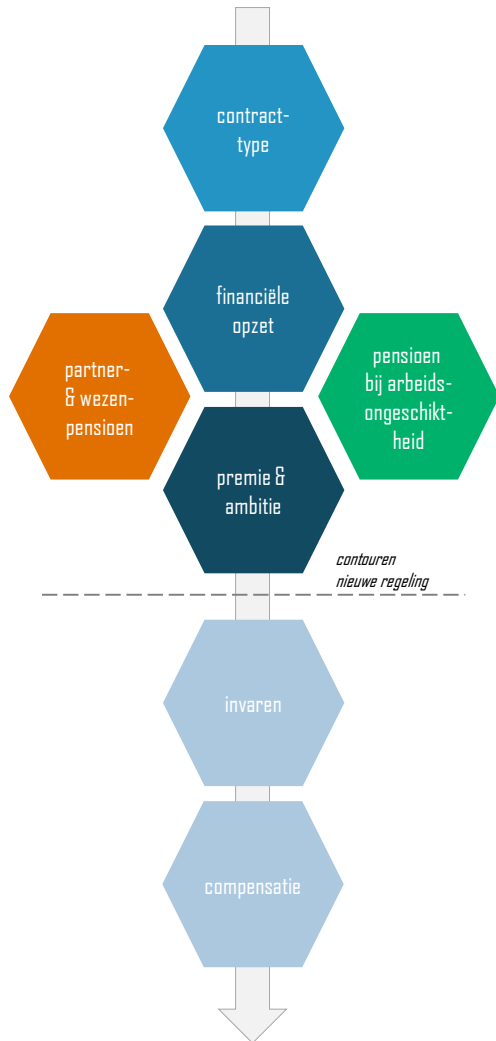 contract-
type
financiële
opzet
partner-
& wezen-
pensioen
pensioen
bij arbeids-
ongeschikt-
heid
premie &
ambitie
contouren
nieuwe regeling
invaren
compensatie